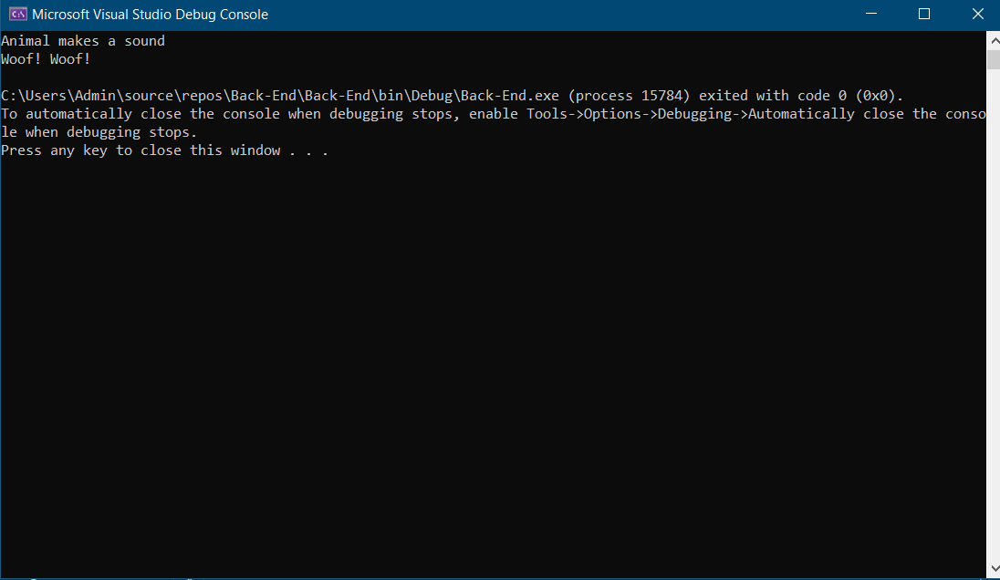 Microsoft Visual Studio Debug Console
Animal makes a sound
Woof! Woof!
C:\Users\Admin\source\repos\Back-End\Back-End\bin\Debug\Back-End.exe (process 15784) exited with code 0 (0x0).
To automatically close the console when debugging stops, enable Tools->Options->Debugging->Automatically close the conso
le when debugging stops.
Press any key to close this window . . .